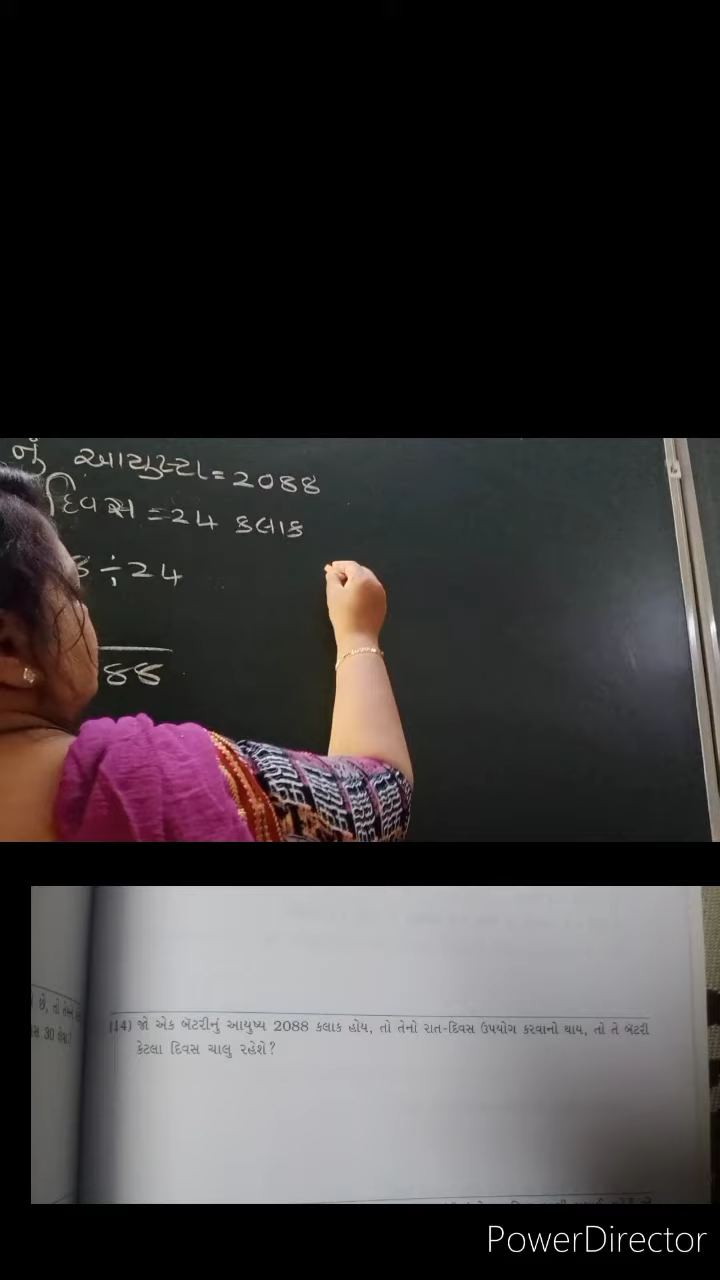 નું આયુષ્ય = 2088
દિવસ = 24 કલાક
8 ÷ 24
88
(14) જો એક બૅટરીનું આયુષ્ય 2088 કલાક હોય, તો તેનો રાત-દિવસ ઉપયોગ કરવાનો થાય, તો તે બૅટરી
કેટલા દિવસ ચાલુ રહેશે ?
PowerDirector